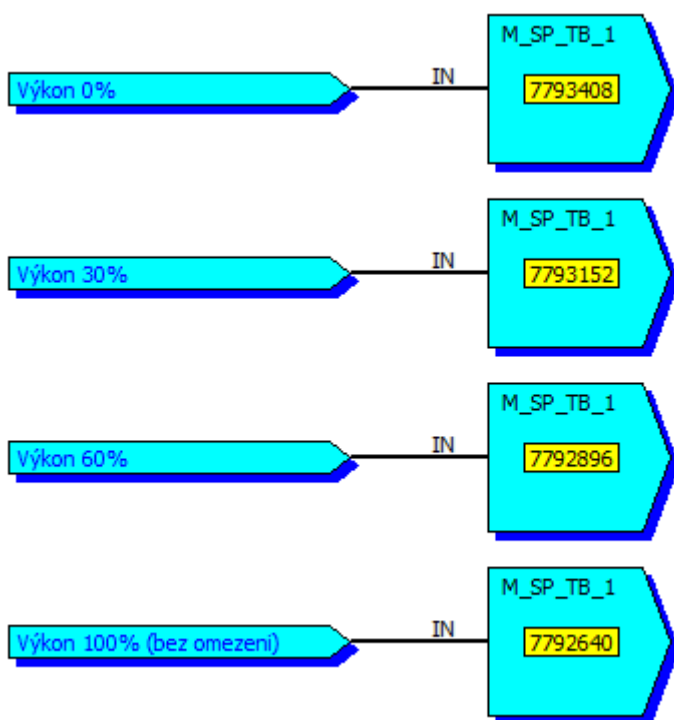 M_SP_TB_1
Výkon 0%
IN
7793408
M_SP_TB_1
Výkon 30%
IN
7793152
M_SP_TB_1
Výkon 60%
IN
7792896
M_SP_TB_1
Výkon 100% (bez omezeni)
IN
7792640